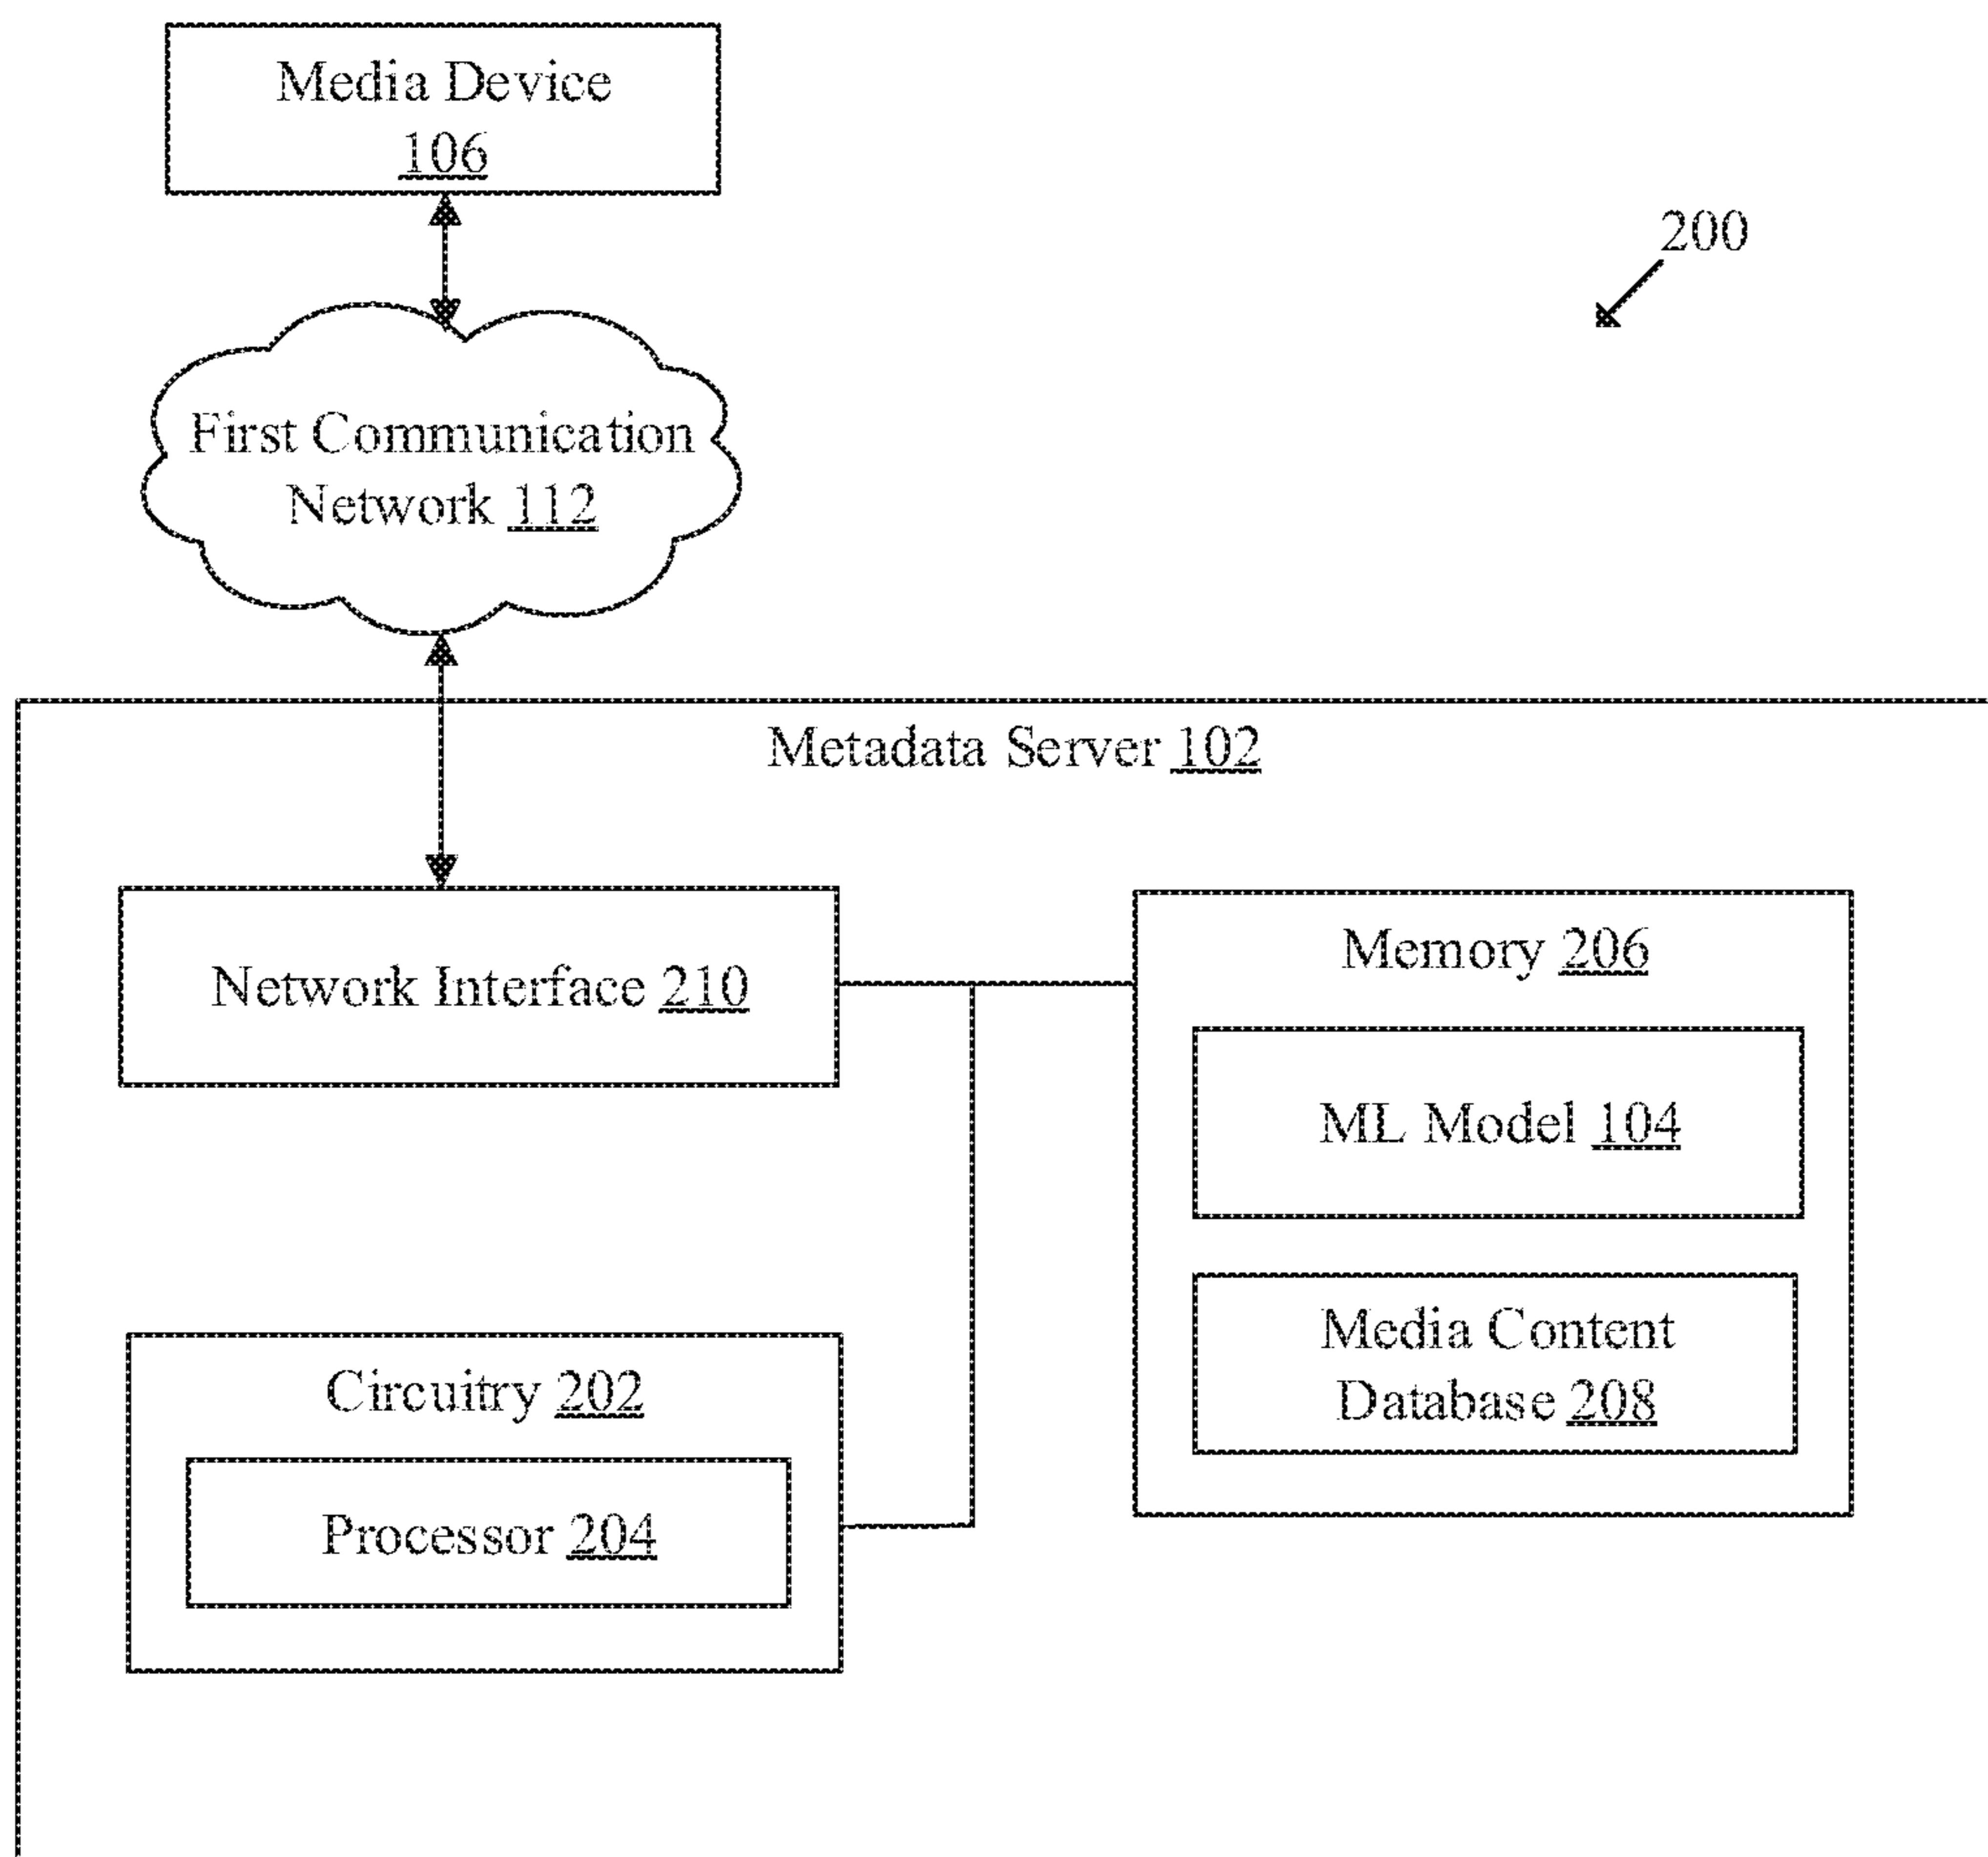 Media Device
106
200
First Communication
Network 112
Metadata Server 102
Network Interface 210
Memory 206
ML Model 104
Media Content
Database 208
Circuitry 202
Processor 204